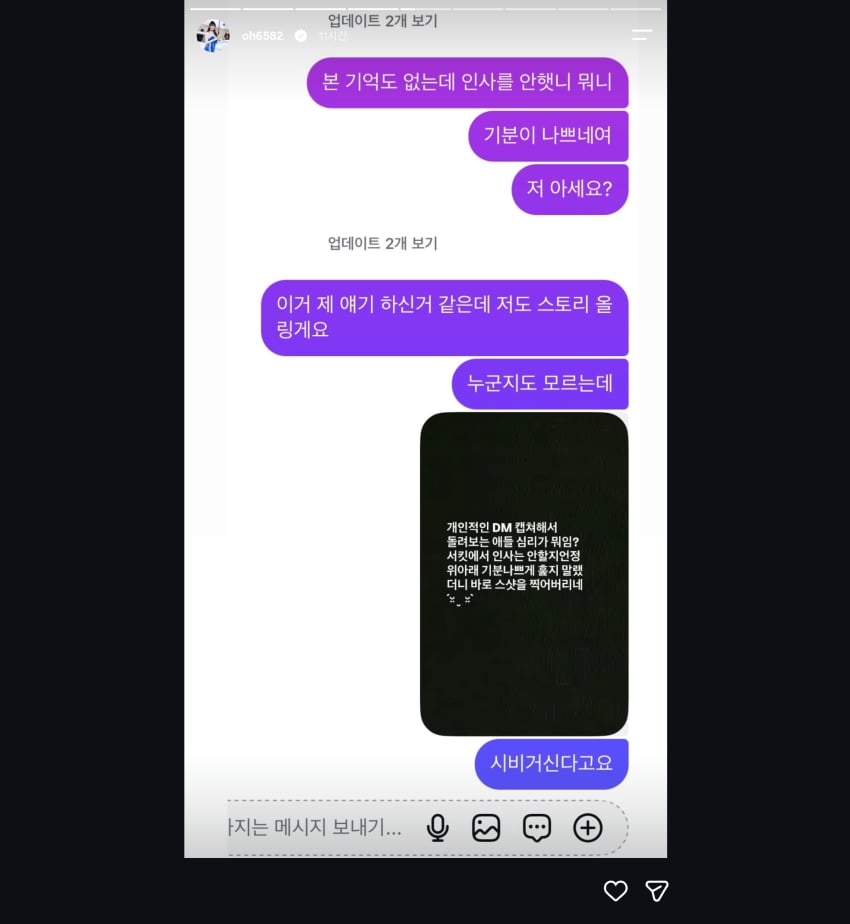 업데이트 2개 보기
oh6582 11시간
본 기억도 없는데 인사를 안햇니 뭐니
기분이 나쁘네여
저 아세요?
업데이트 2개 보기
이거 제 얘기 하신거 같은데 저도 스토리 올
링게요
누군지도 모르는데
개인적인 DM 캡쳐해서
돌려보는 애들 심리가 뭐임?
서킷에서 인사는 안할지언정
위아래 기분나쁘게 훑지 말랬
더니 바로 스샷을 찍어버리네
시비거신다고요
지는 메시지 보내기...